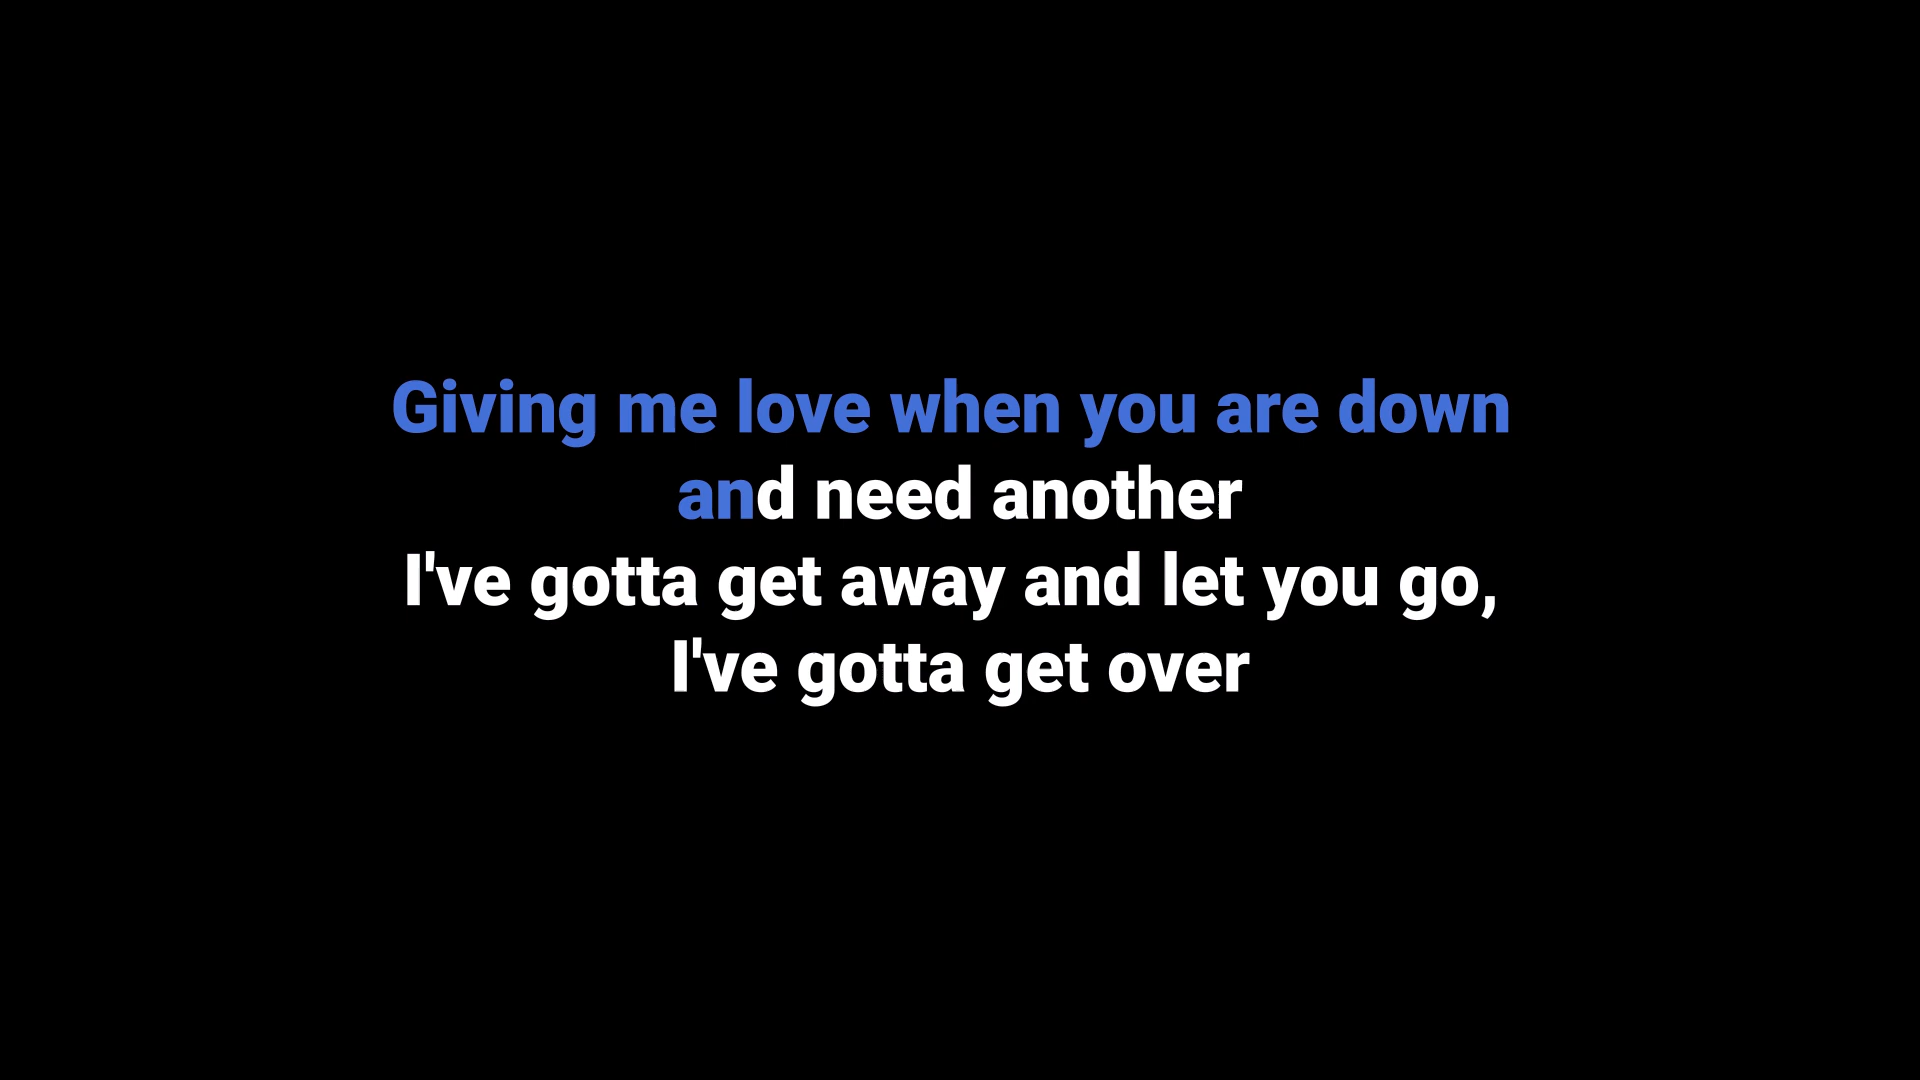 Giving me love when you are down
and need another
I've gotta get away and let you go,
I've gotta get over